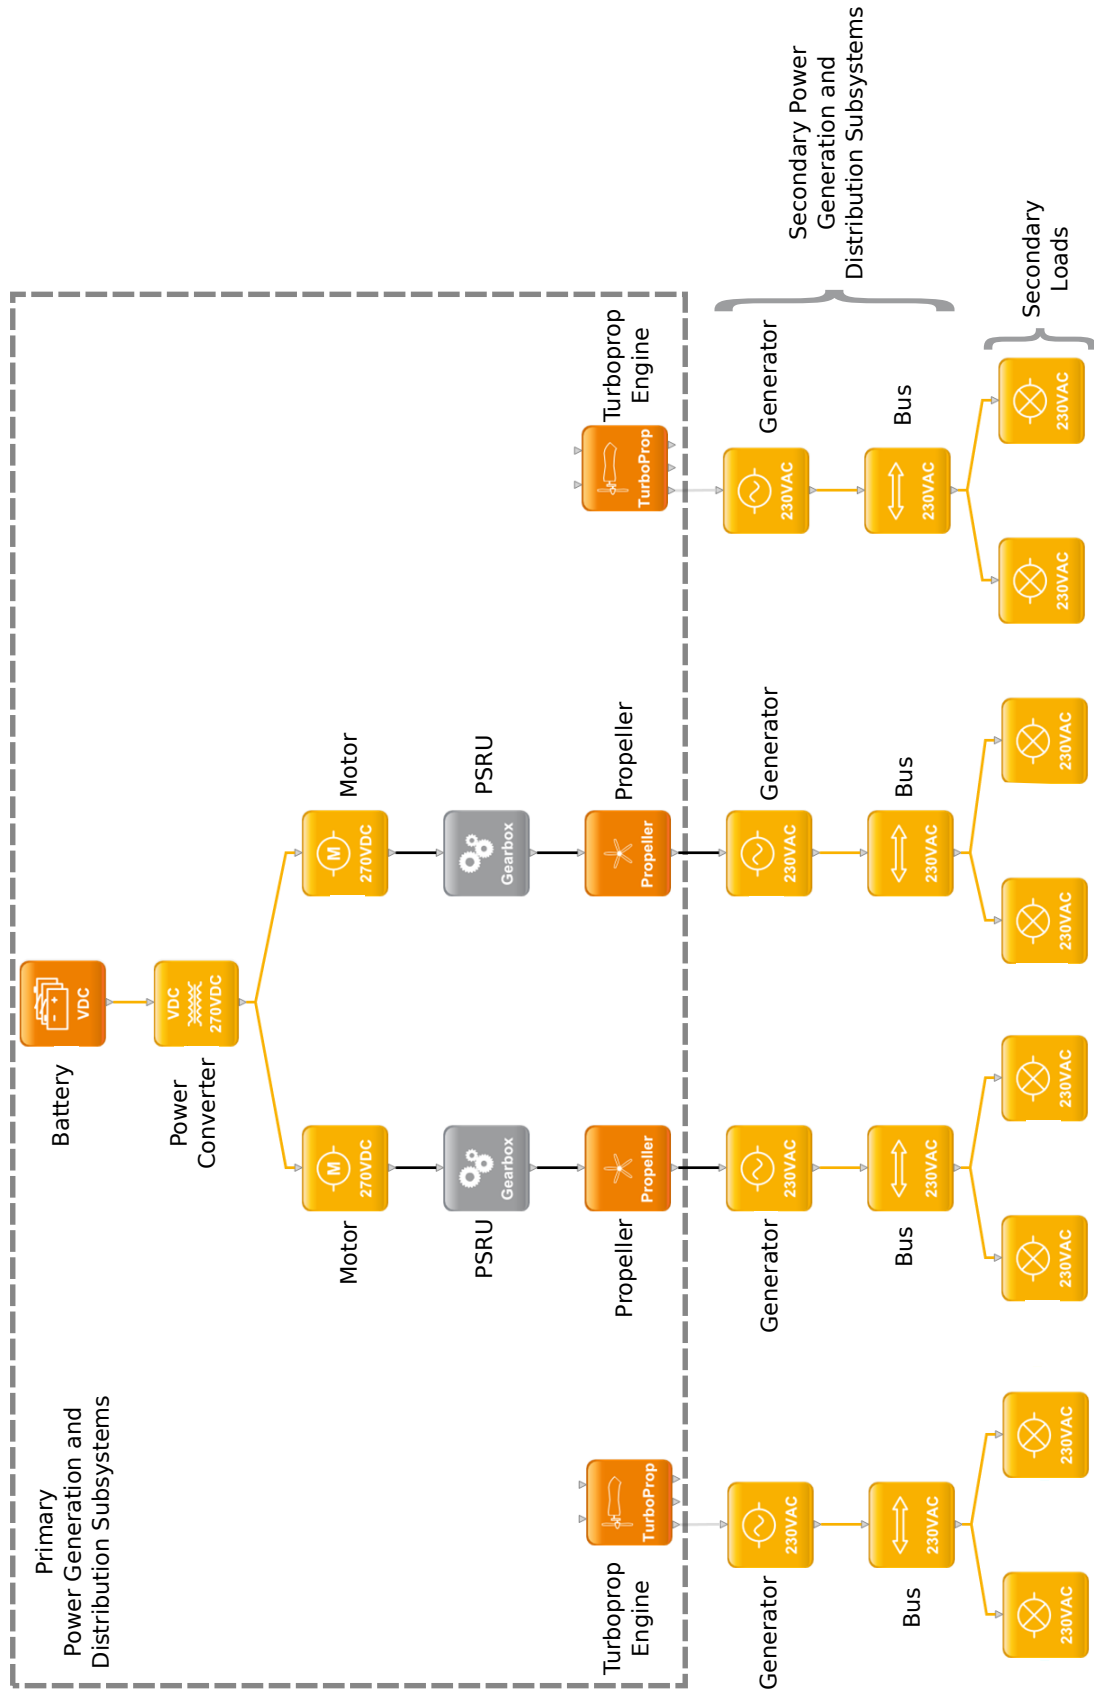 Primary
Power Generation and
Distribution Subsystems
Battery
- +
VDC
Power
Converter
VDC
270VDC
Motor
M
270VDC
M
270VDC
Motor
PSRU
Gearbox
Gearbox
PSRU
Turboprop
Engine
TurboProp
Propeller
Propeller
Propeller
Propeller
TurboProp
Turboprop
Engine
Generator
230VAC
Generator
230VAC
230VAC
Generator
230VAC
Generator
Secondary Power
Generation and
Distribution Subsystems
Bus
230VAC
Bus
230VAC
230VAC
Bus
230VAC
Bus
230VAC
230VAC
230VAC
230VAC
230VAC
230VAC
230VAC
230VAC
Secondary
Loads